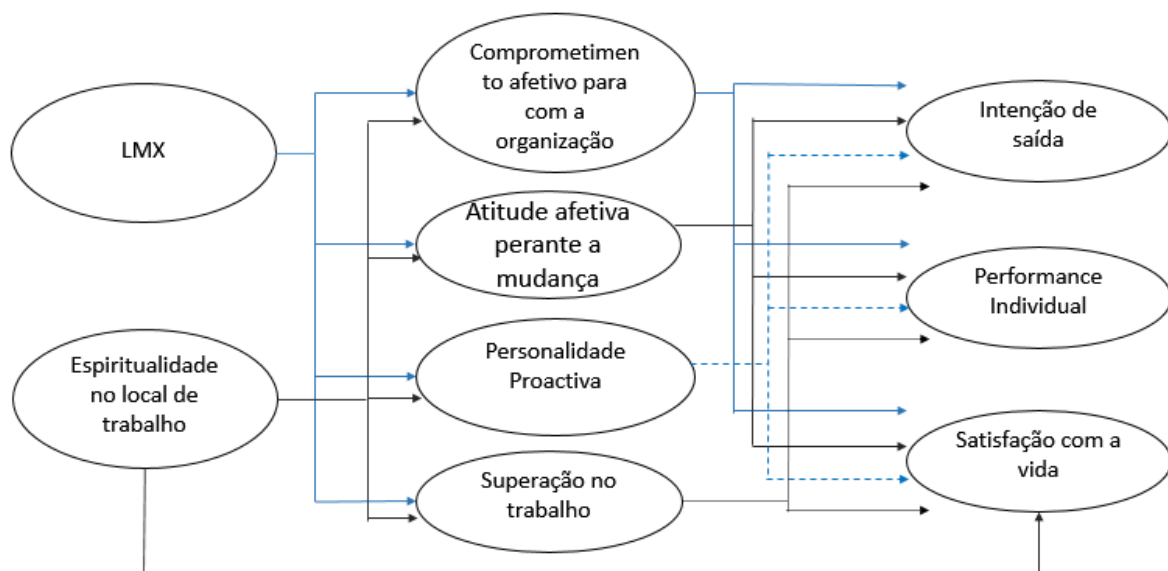 LMX
Espiritualidade
no local de
trabalho
Comprometimen
to afetivo para
com a
organização
Atitude afetiva
perante a
mudança
Personalidade
Proactiva
Superação no
trabalho
Intenção de
saída
Performance
Individual
Satisfação com a
vida